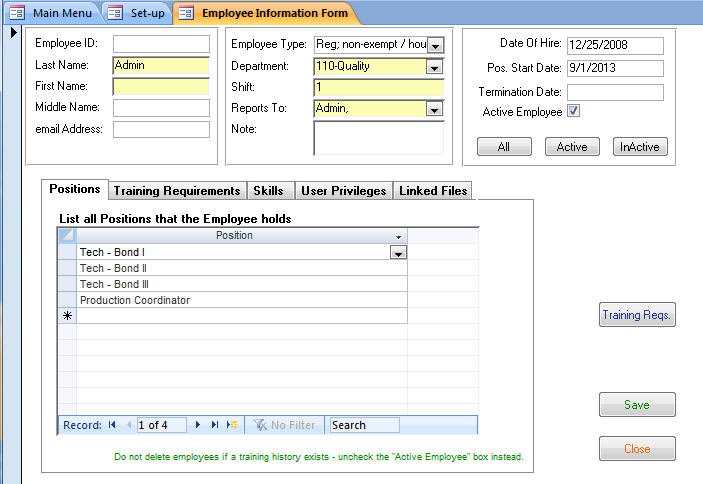 Main Menu Set-up Employee Information Form
Employee ID:
Last Name: Admin
First Name:
Middle Name:
email Address:
Employee Type: Reg; non-exempt / hou
Department: 110-Quality
Shift: 1
Reports To: Admin,
Note:
Date Of Hire: 12/25/2008
Pos. Start Date: 9/1/2013
Termination Date:
Active Employee
All Active InActive
Positions Training Requirements Skills User Privileges Linked Files
List all Positions that the Employee holds
Position
Tech - Bond I
Tech - Bond II
Tech - Bond III
Production Coordinator
Training Reqs.
Save
Close
Record: 1 of 4 No Filter Search
Do not delete employees if a training history exists - uncheck the "Active Employee" box instead.